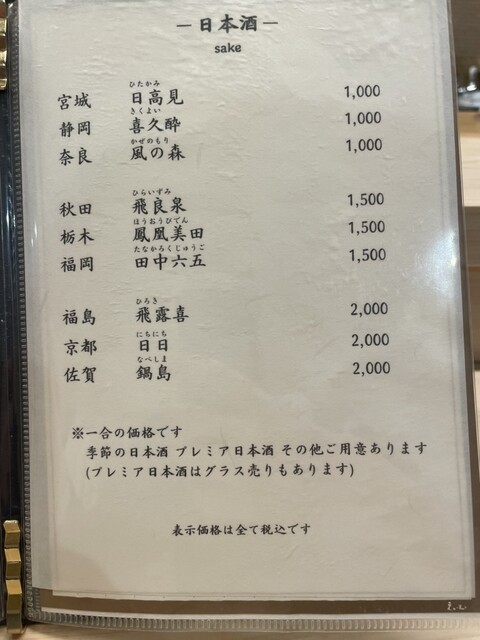 －日本酒－
sake
ひたかみ
宮城 日高見 1,000
きくよい
静岡 喜久酔 1,000
かぜのもり
奈良 風の森 1,000
ひらいずみ
秋田 飛良泉 1,500
ほうおうびでん
栃木 鳳凰美田 1,500
たなかろくじゅうご
福岡 田中六五 1,500
ひろき
福島 飛露喜 2,000
にちにち
京都 日日 2,000
なべしま
佐賀 鍋島 2,000
※一合の価格です
季節の日本酒 プレミア日本酒 その他ご用意あります
(プレミア日本酒はグラス売りもあります)
表示価格は全て税込です